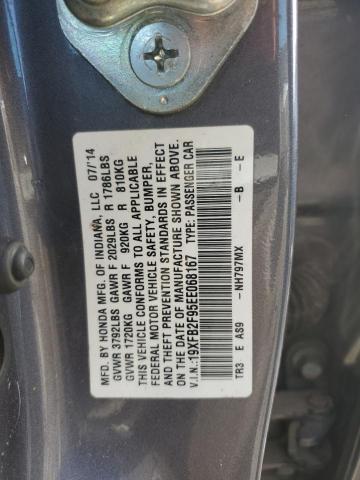 MFD. BY HONDA MFG. OF INDIANA, LLC 07/'14
GVWR 3792LBS GAWR F 2029LBS R 1786LBS
GVWR 1720KG GAWR F 920KG R 810KG
THIS VEHICLE CONFORMS TO ALL APPLICABLE
FEDERAL MOTOR VEHICLE SAFETY, BUMPER,
AND THEFT PREVENTION STANDARDS IN EFFECT
ON THE DATE OF MANUFACTURE SHOWN ABOVE.
V.I.N.:19XFB2F95EE068167 TYPE: PASSENGER CAR
TR3 E AS9 -NH797MX -B -E